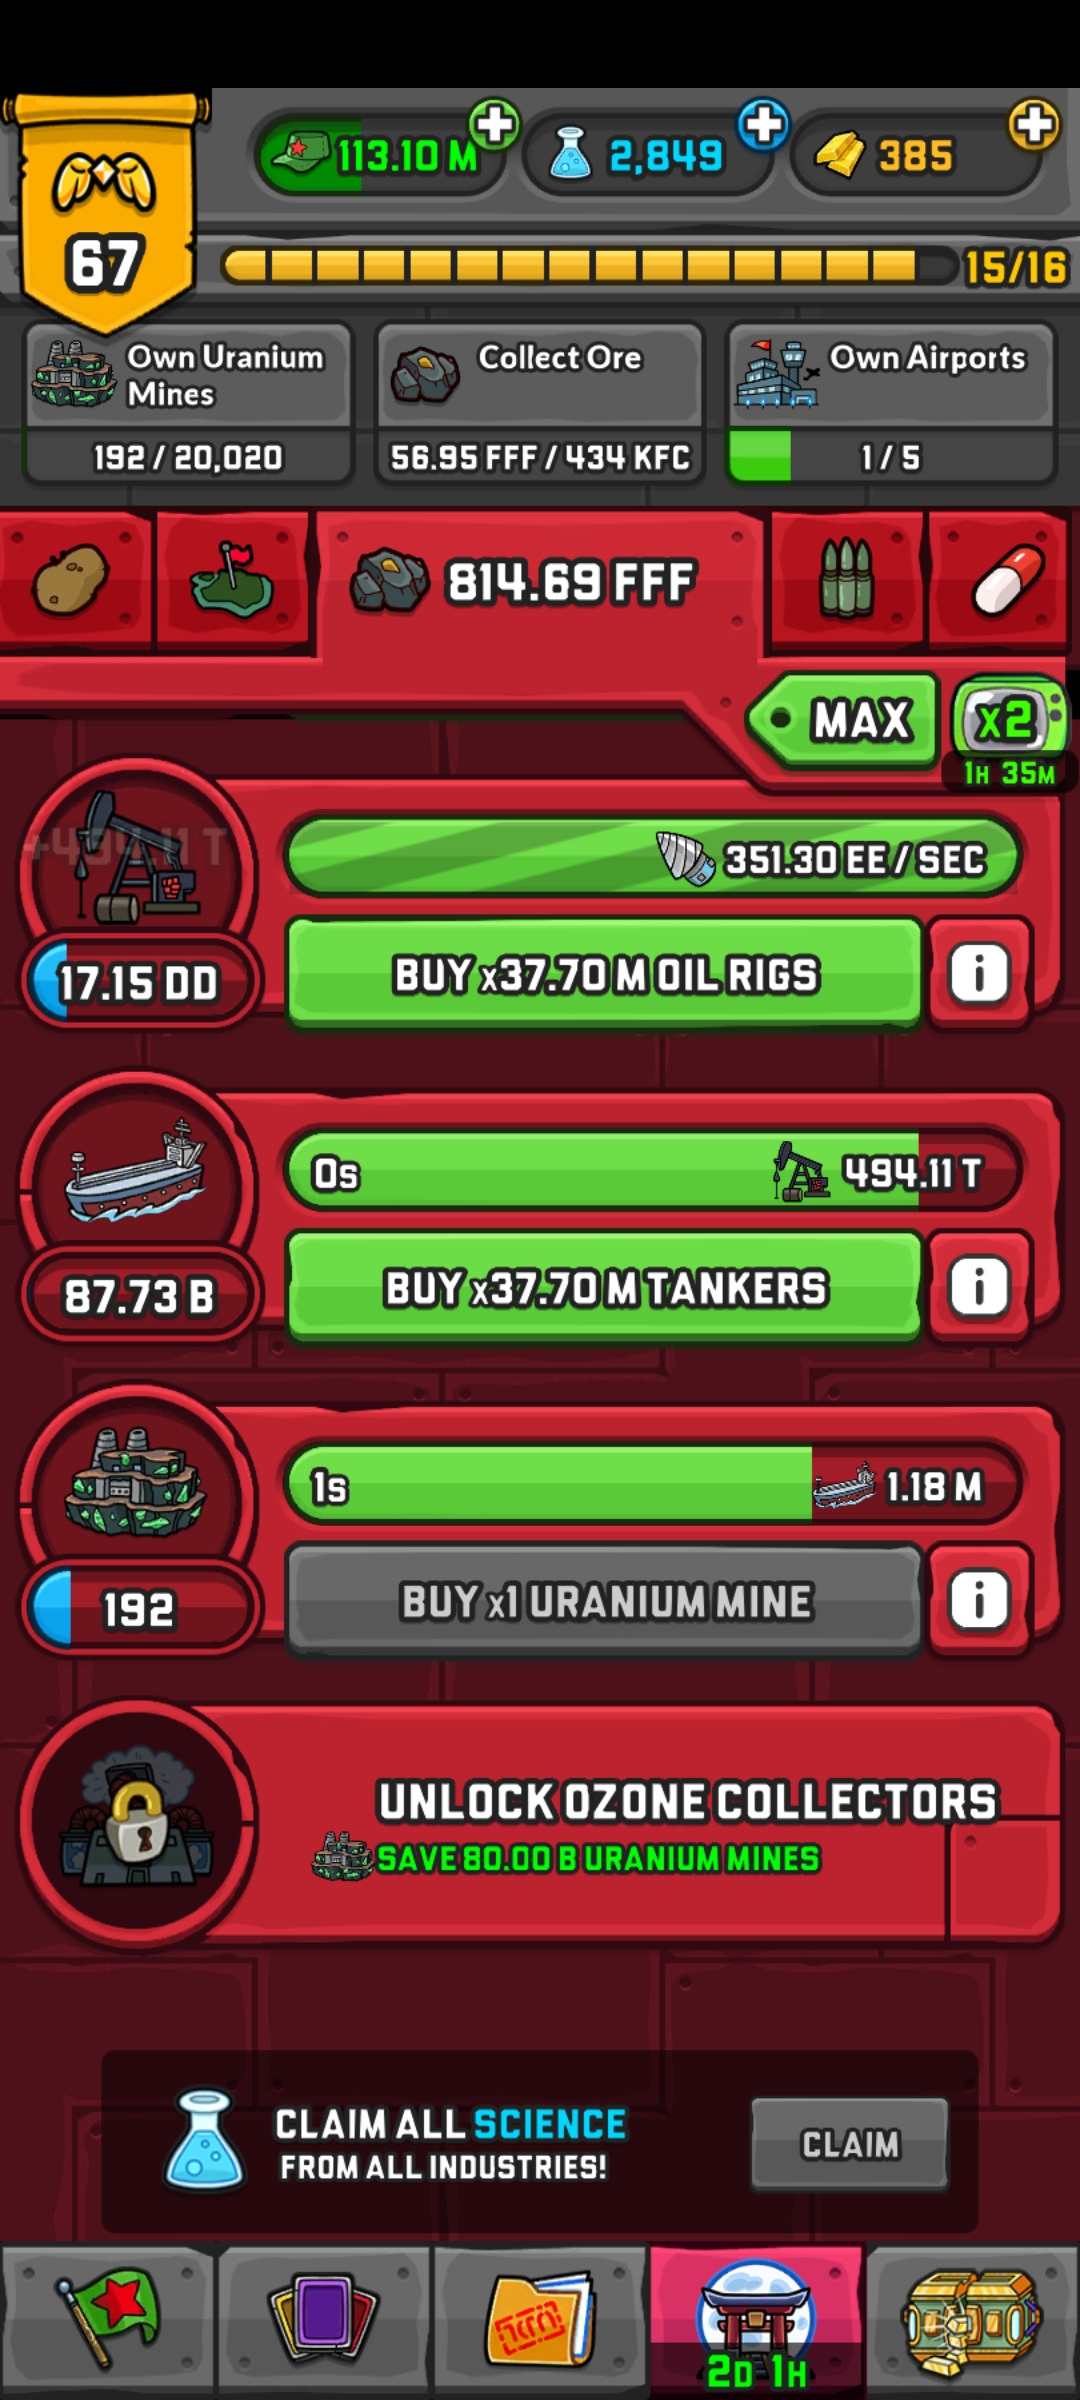 113.10 M
2,849
385
67
15/16
Own Uranium
Mines
192 / 20,020
Collect Ore
56.95 FFF / 434 KFC
Own Airports
1 / 5
814.69 FFF
MAX
x2
1H 35M
+494.11 T
351.30 EE / SEC
17.15 DD
BUY x37.70 M OIL RIGS
i
0s
494.11 T
87.73 B
BUY x37.70 M TANKERS
i
1s
1.18 M
192
BUY x1 URANIUM MINE
i
UNLOCK OZONE COLLECTORS
SAVE 80.00 B URANIUM MINES
CLAIM ALL SCIENCE
FROM ALL INDUSTRIES!
CLAIM
2D 1H